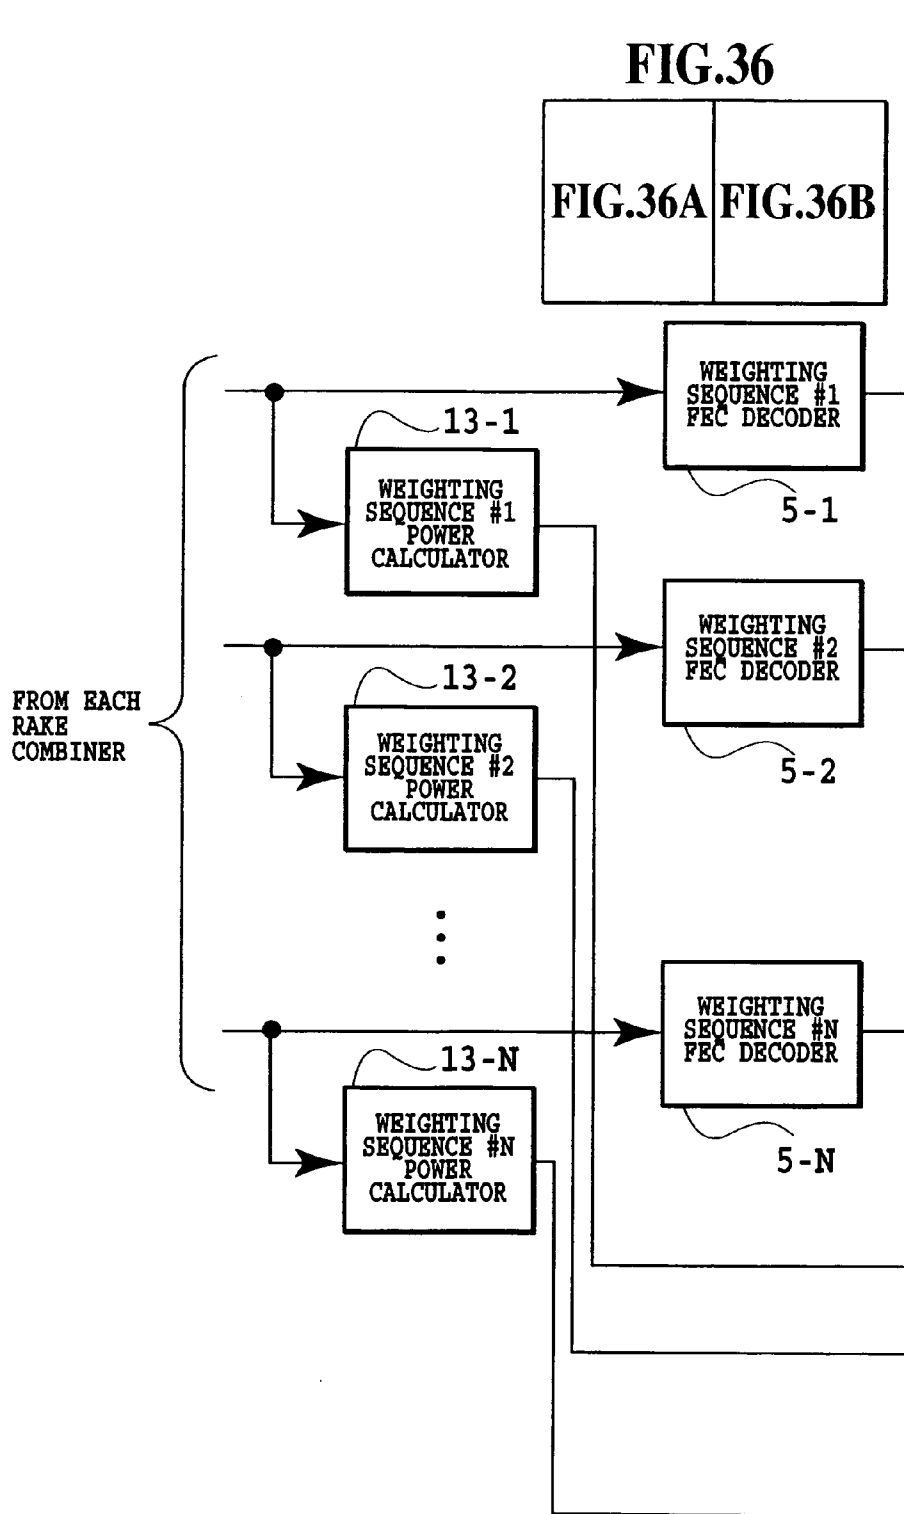 FIG.36
FIG.36A
FIG.36B
WEIGHTING
SEQUENCE #1
FEC DECODER
5-1
13-1
WEIGHTING
SEQUENCE #1
POWER
CALCULATOR
WEIGHTING
SEQUENCE #2
FEC DECODER
5-2
13-2
WEIGHTING
SEQUENCE #2
POWER
CALCULATOR
FROM EACH
RAKE
COMBINER
WEIGHTING
SEQUENCE #N
FEC DECODER
5-N
13-N
WEIGHTING
SEQUENCE #N
POWER
CALCULATOR